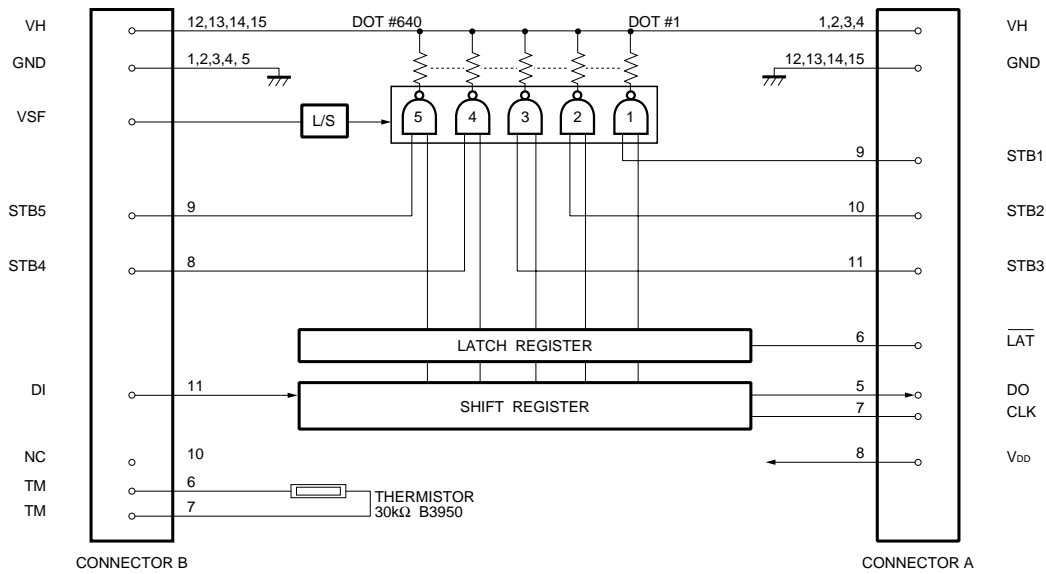 VH 12,13,14,15 DOT #640 DOT #1 1,2,3,4 VH
GND 1,2,3,4, 5 12,13,14,15 GND
VSF L/S 5 4 3 2 1
9 STB1
STB5 9 10 STB2
STB4 8 11 STB3
LATCH REGISTER 6 LAT
DI 11 SHIFT REGISTER 5 DO
7 CLK
NC 10 8 VDD
TM 6 THERMISTOR
TM 7 30kΩ B3950
CONNECTOR B CONNECTOR A